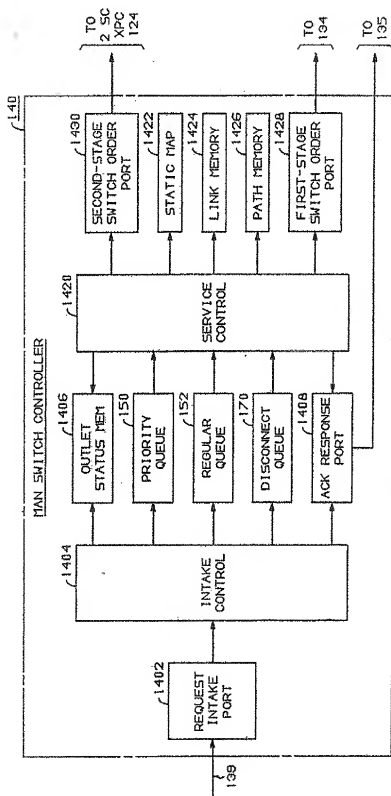 MAN SWITCH CONTROLLER
140
139
1402
REQUEST
INTAKE
PORT
1404
INTAKE
CONTROL
1406
OUTLET
STATUS MEM
150
PRIORITY
QUEUE
152
REGULAR
QUEUE
170
DISCONNECT
QUEUE
1408
ACK RESPONSE
PORT
1420
SERVICE
CONTROL
1430
SECOND-STAGE
SWITCH ORDER
PORT
1422
STATIC MAP
1424
LINK MEMORY
1426
PATH MEMORY
1428
FIRST-STAGE
SWITCH ORDER
PORT
TO
2 SC
XPC
124
TO
134
TO
135